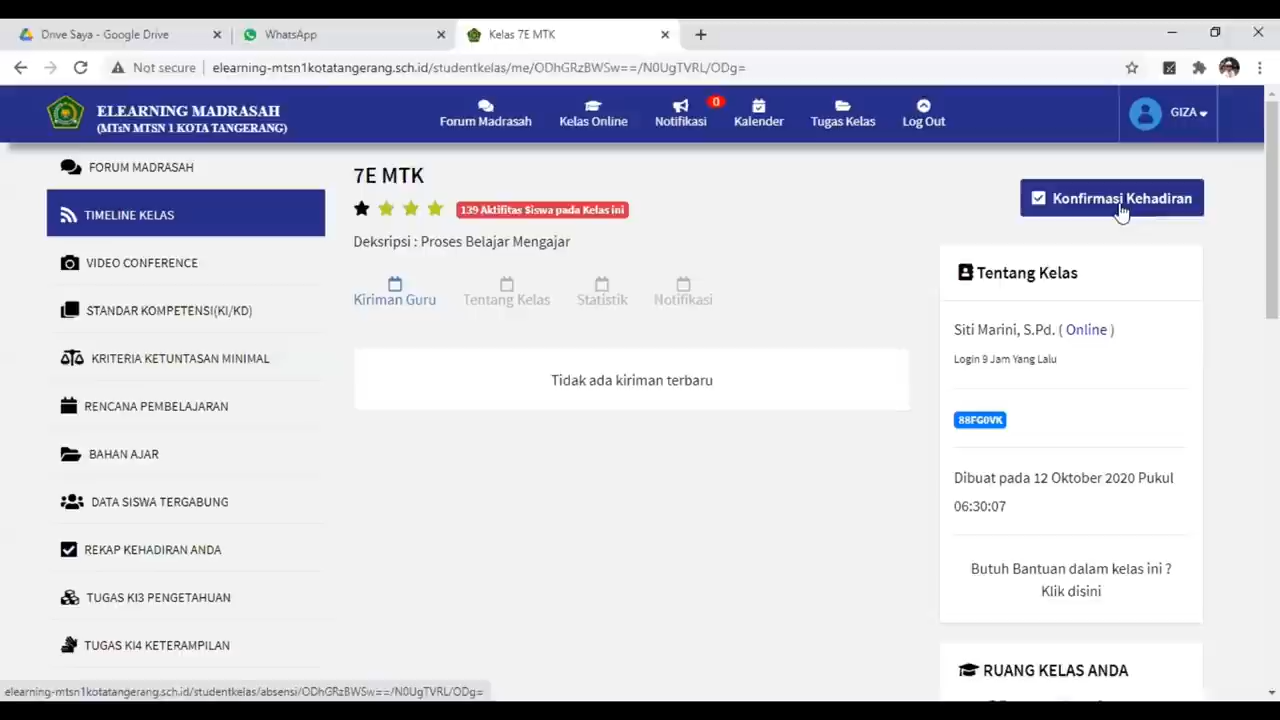 Drive Saya - Google Drive
WhatsApp
Kelas 7E MTK
Not secure
elearning-mtsn1kotatangerang.sch.id/studentkelas/me/ODhGRzBWSw==/N0UgTVRL/ODg=
ELEARNING MADRASAH
(MTsN MTSN 1 KOTA TANGERANG)
Forum Madrasah
Kelas Online
Notifikasi
0
Kalender
Tugas Kelas
Log Out
GIZA
FORUM MADRASAH
TIMELINE KELAS
VIDEO CONFERENCE
STANDAR KOMPETENSI(KI/KD)
KRITERIA KETUNTASAN MINIMAL
RENCANA PEMBELAJARAN
BAHAN AJAR
DATA SISWA TERGABUNG
REKAP KEHADIRAN ANDA
TUGAS KI3 PENGETAHUAN
TUGAS KI4 KETERAMPILAN
7E MTK
139 Aktifitas Siswa pada Kelas ini
Deksripsi : Proses Belajar Mengajar
Kiriman Guru
Tentang Kelas
Statistik
Notifikasi
Tidak ada kiriman terbaru
Konfirmasi Kehadiran
Tentang Kelas
Siti Marini, S.Pd. ( Online )
Login 9 Jam Yang Lalu
88FG0VK
Dibuat pada 12 Oktober 2020 Pukul
06:30:07
Butuh Bantuan dalam kelas ini ?
Klik disini
RUANG KELAS ANDA
elearning-mtsn1kotatangerang.sch.id/studentkelas/absensi/ODhGRzBWSw==/N0UgTVRL/ODg=